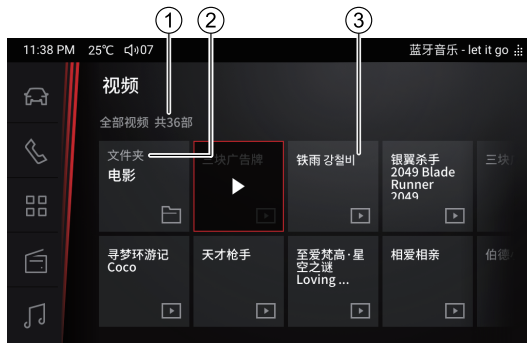 1
2
3
11:38 PM 25℃ 07
蓝牙音乐 - let it go
视频
全部视频 共36部
文件夹
电影
三块广告牌
铁雨 강철비
银翼杀手
2049 Blade
Runner
2049
三块
寻梦环游记
Coco
天才枪手
至爱梵高·星
空之谜
Loving ...
相爱相亲
伯德